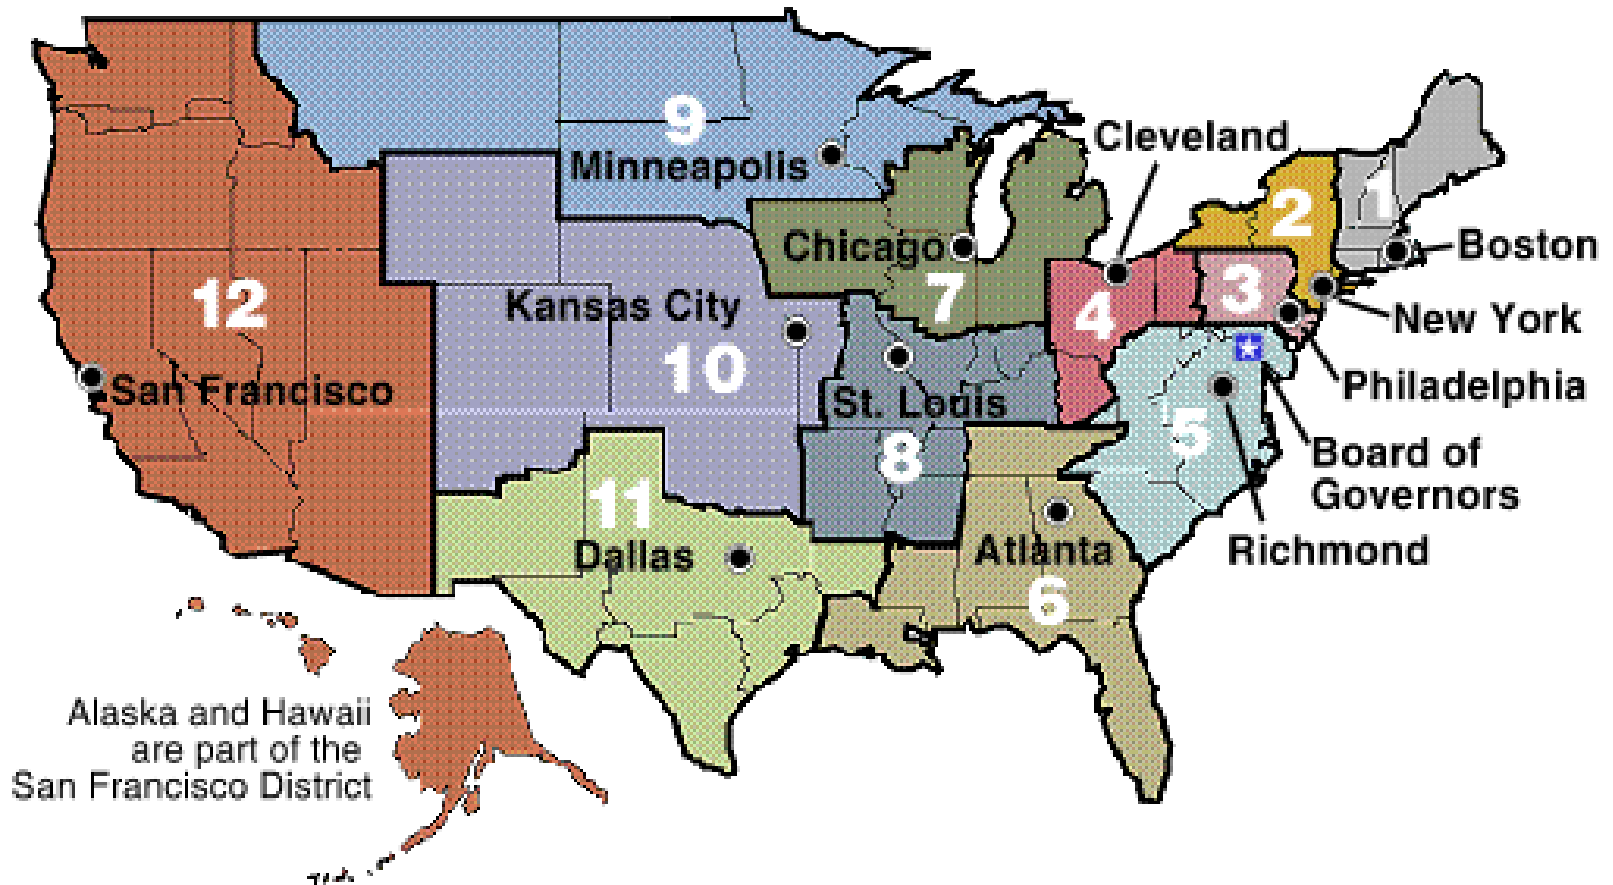 9
Minneapolis
Cleveland
1
2
Boston
Chicago
7
3
12
Kansas City
4
New York
10
San Francisco
St. Louis
Philadelphia
5
8
Board of
Governors
11
Dallas
Atlanta
Richmond
6
Alaska and Hawaii
are part of the
San Francisco District